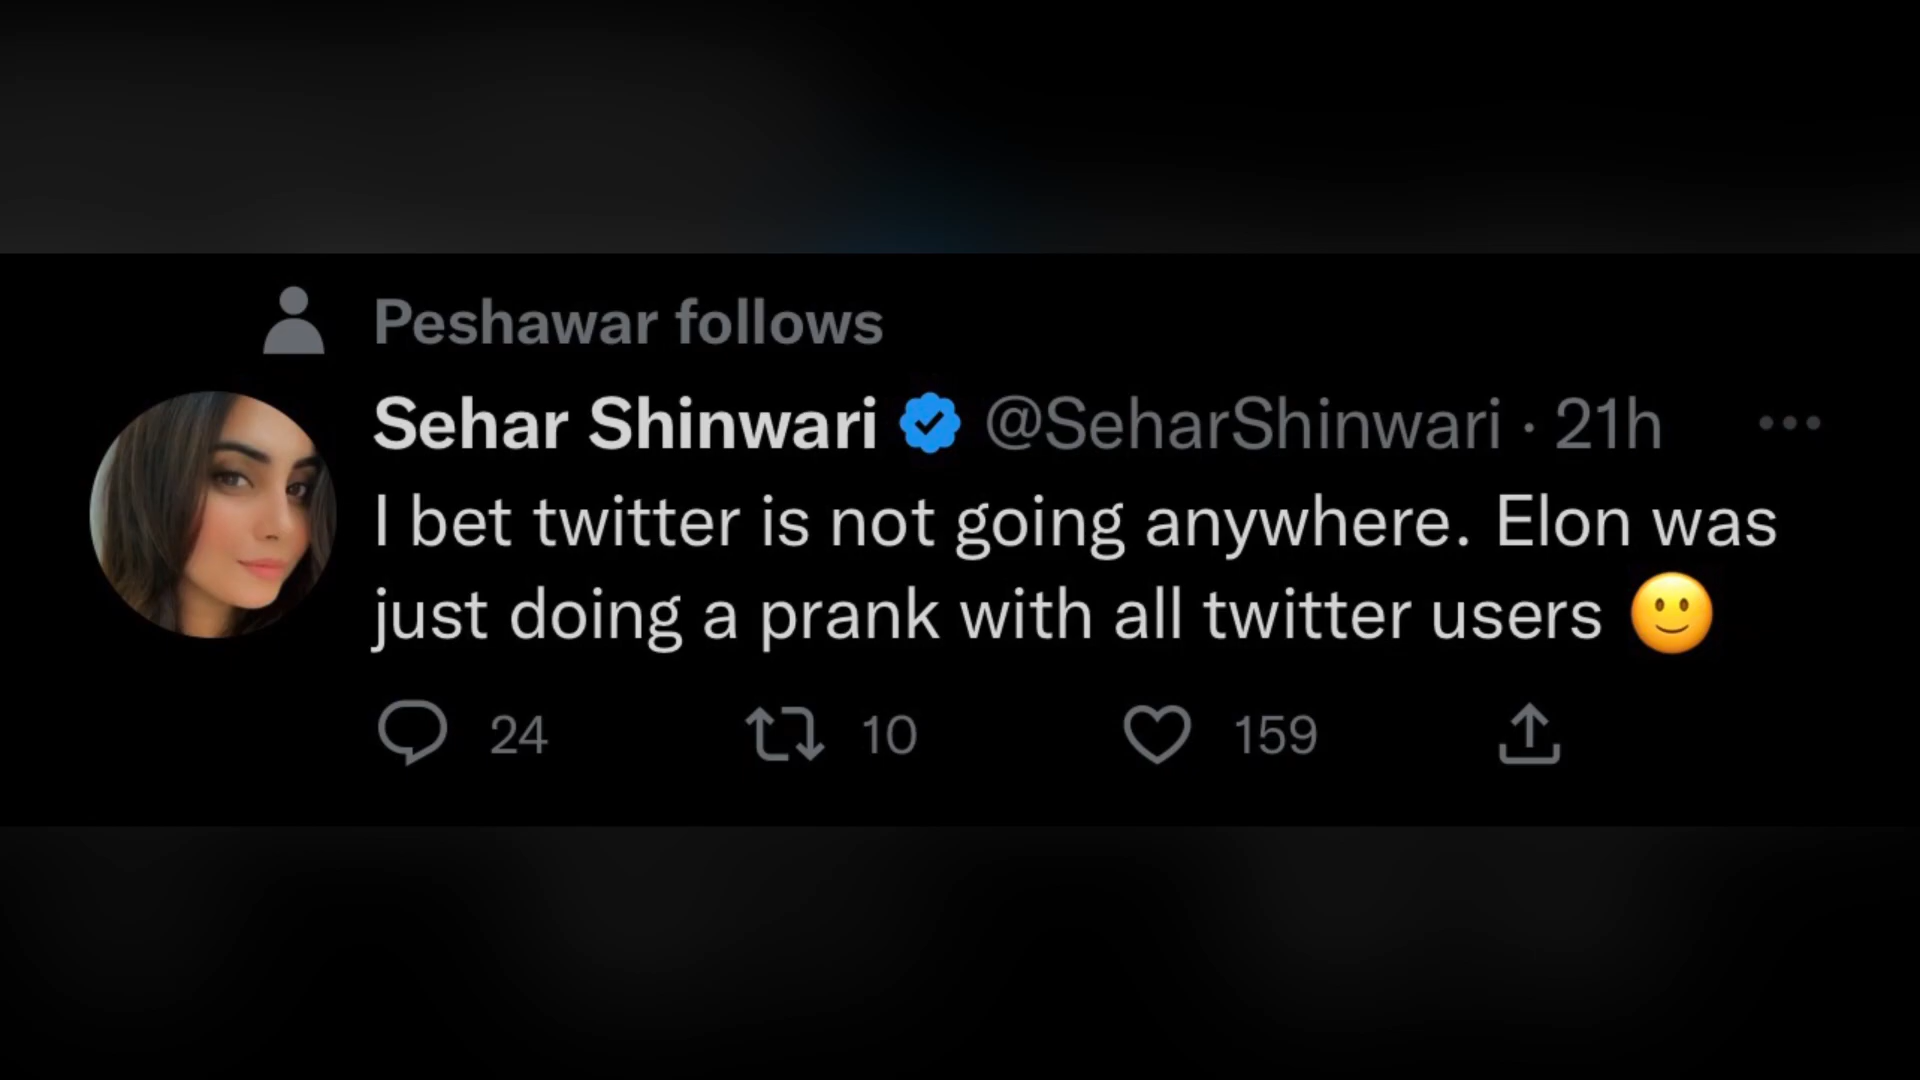 Peshawar follows
Sehar Shinwari @SeharShinwari · 21h
I bet twitter is not going anywhere. Elon was
just doing a prank with all twitter users 🙂
24 10 159